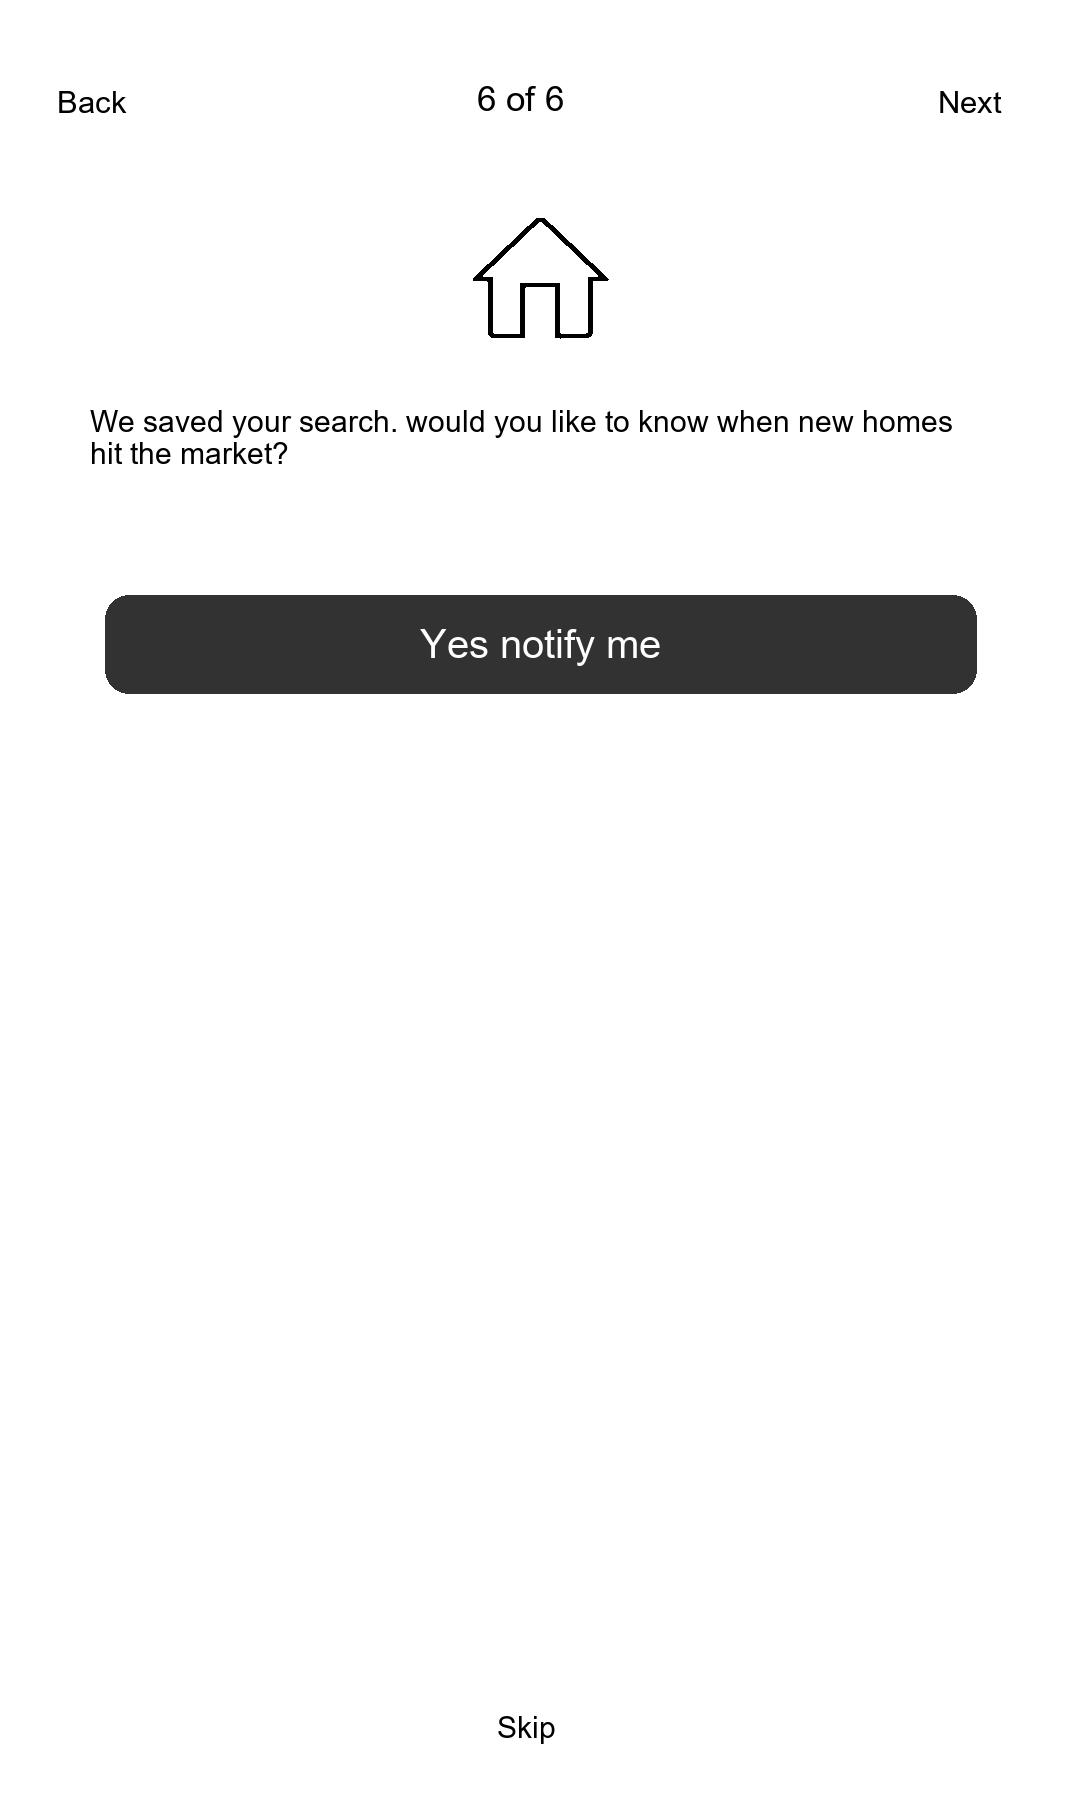 Back
6 of 6
Next
We saved your search. would you like to know when new homes
hit the market?
Yes notify me
Skip